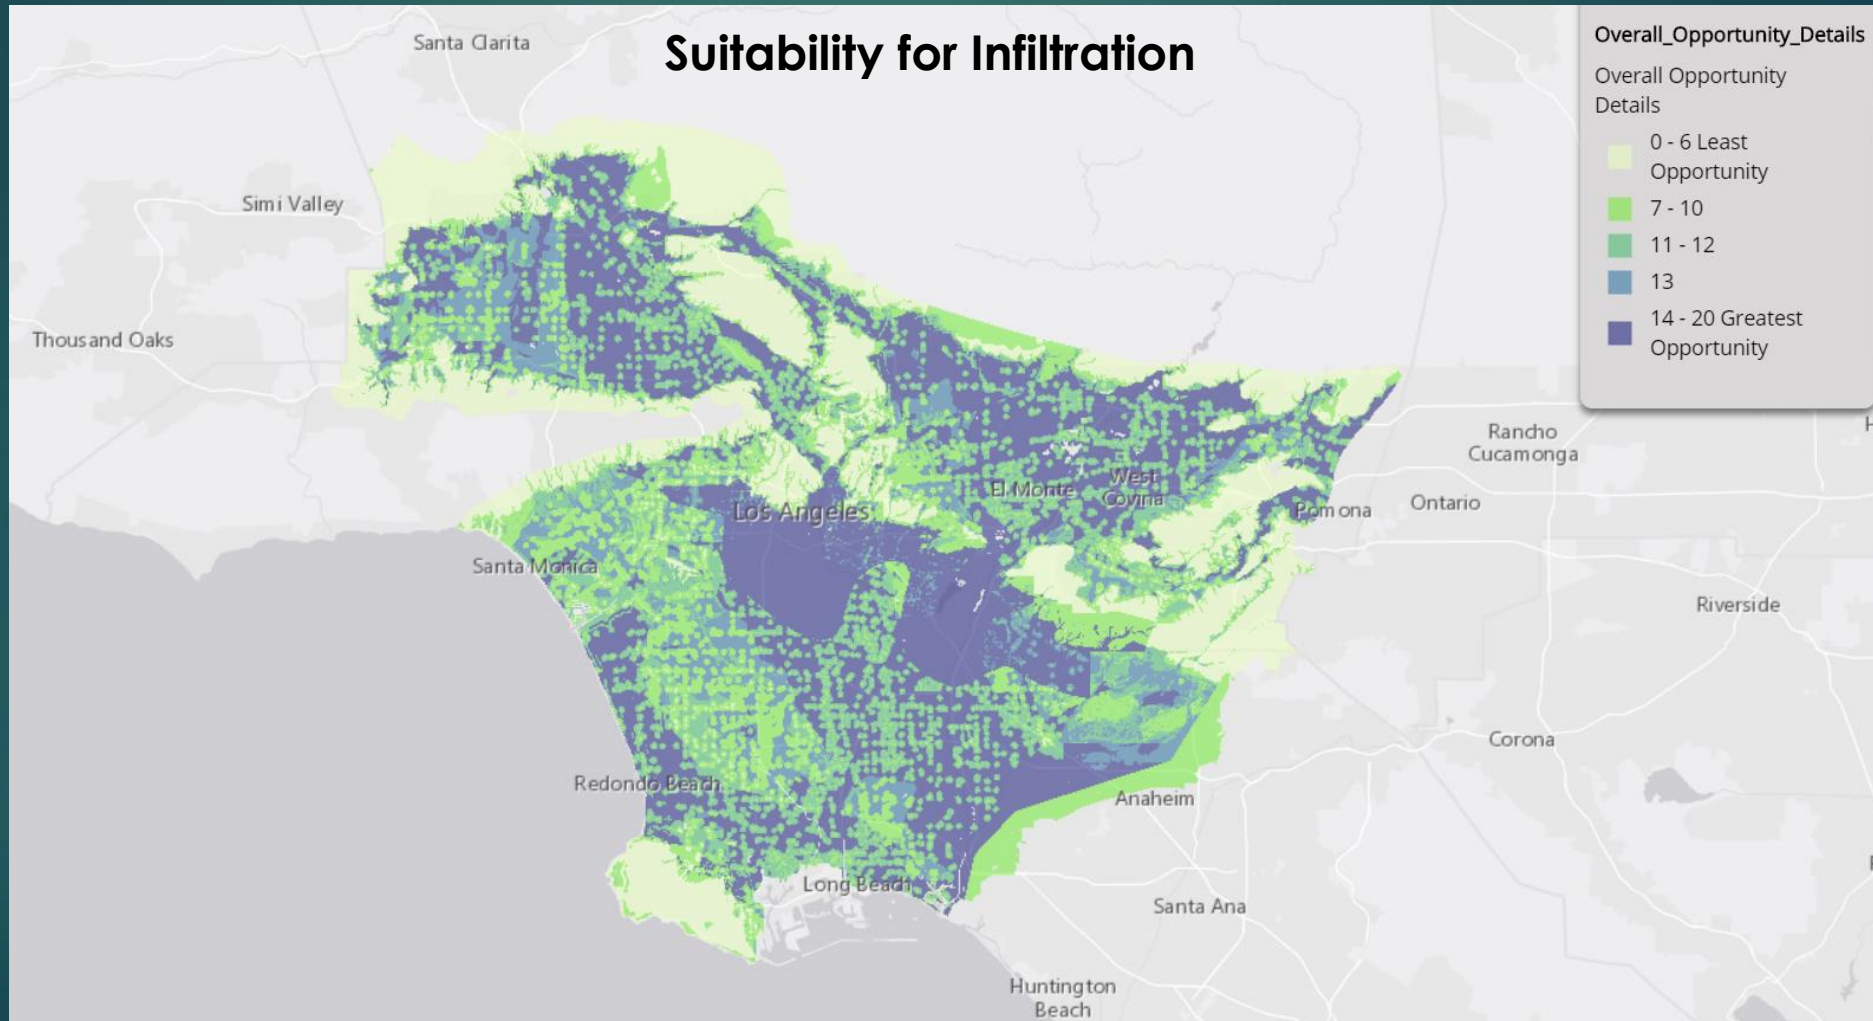 Suitability for Infiltration
Overall_Opportunity_Details
Overall Opportunity
Details
0 - 6 Least
Opportunity
7 - 10
11 - 12
13
14 - 20 Greatest
Opportunity
Santa Clarita
Simi Valley
Thousand Oaks
Rancho
Cucamonga
El Monte
West
Covina
Los Angeles
Pomona
Ontario
Santa Monica
Riverside
Corona
Redondo Beach
Anaheim
Long Beach
Santa Ana
Huntington
Beach